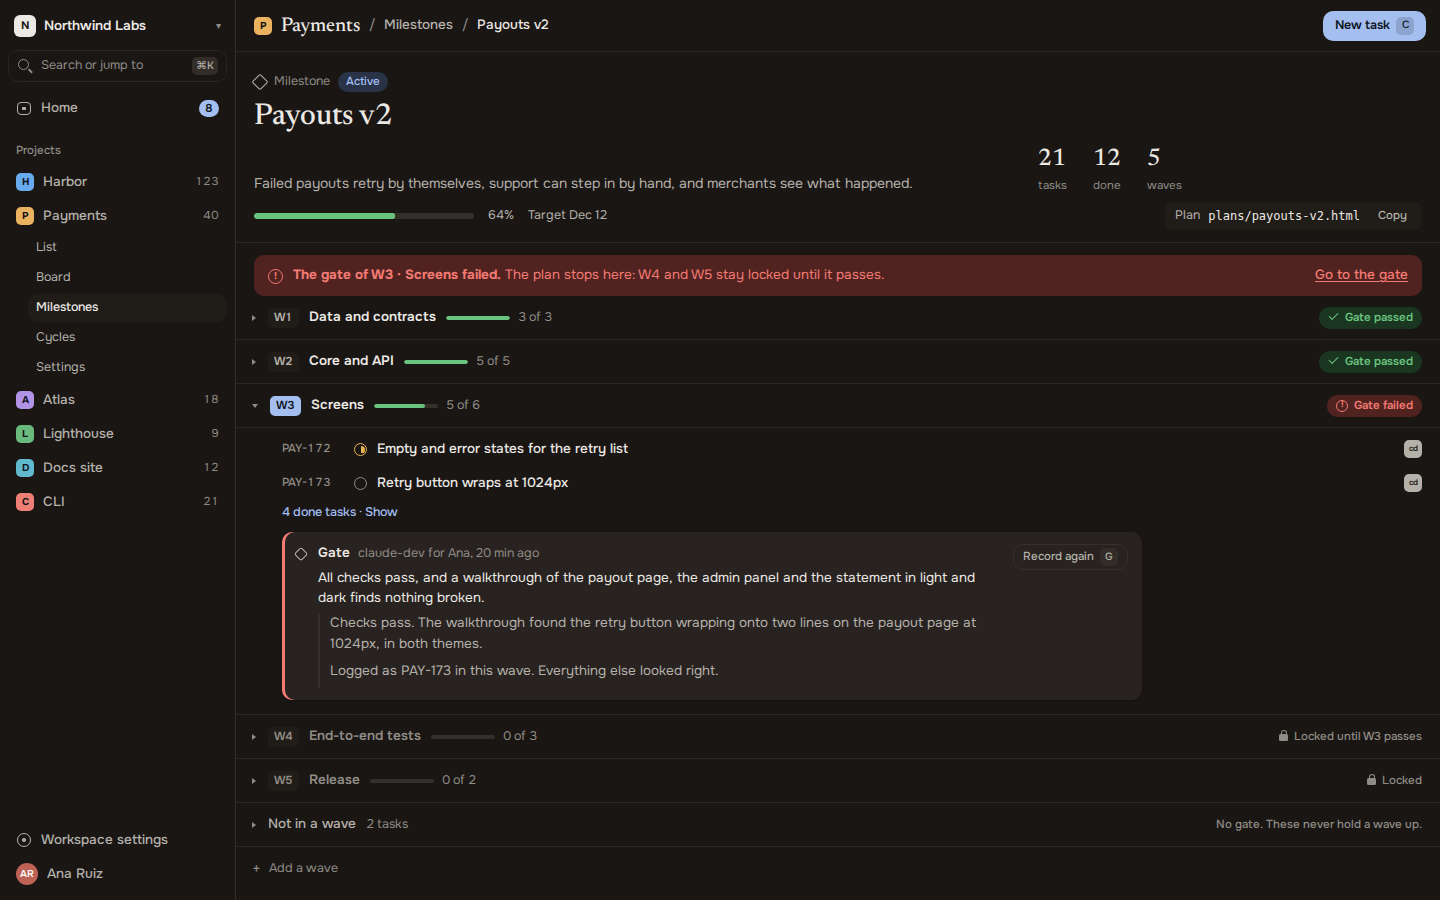 N Northwind Labs
Search or jump to ⌘K
Home 8
Projects
H Harbor 123
P Payments 40
List
Board
Milestones
Cycles
Settings
A Atlas 18
L Lighthouse 9
D Docs site 12
C CLI 21
Workspace settings
AR Ana Ruiz
P Payments / Milestones / Payouts v2
New task C
Milestone Active
Payouts v2
Failed payouts retry by themselves, support can step in by hand, and merchants see what happened.
21 12 5
tasks done waves
64% Target Dec 12
Plan plans/payouts-v2.html Copy
The gate of W3 · Screens failed. The plan stops here: W4 and W5 stay locked until it passes. Go to the gate
W1 Data and contracts 3 of 3 Gate passed
W2 Core and API 5 of 5 Gate passed
W3 Screens 5 of 6 Gate failed
PAY-172 Empty and error states for the retry list cd
PAY-173 Retry button wraps at 1024px cd
4 done tasks · Show
Gate claude-dev for Ana, 20 min ago Record again G
All checks pass, and a walkthrough of the payout page, the admin panel and the statement in light and
dark finds nothing broken.
Checks pass. The walkthrough found the retry button wrapping onto two lines on the payout page at
1024px, in both themes.
Logged as PAY-173 in this wave. Everything else looked right.
W4 End-to-end tests 0 of 3 Locked until W3 passes
W5 Release 0 of 2 Locked
Not in a wave 2 tasks No gate. These never hold a wave up.
+ Add a wave